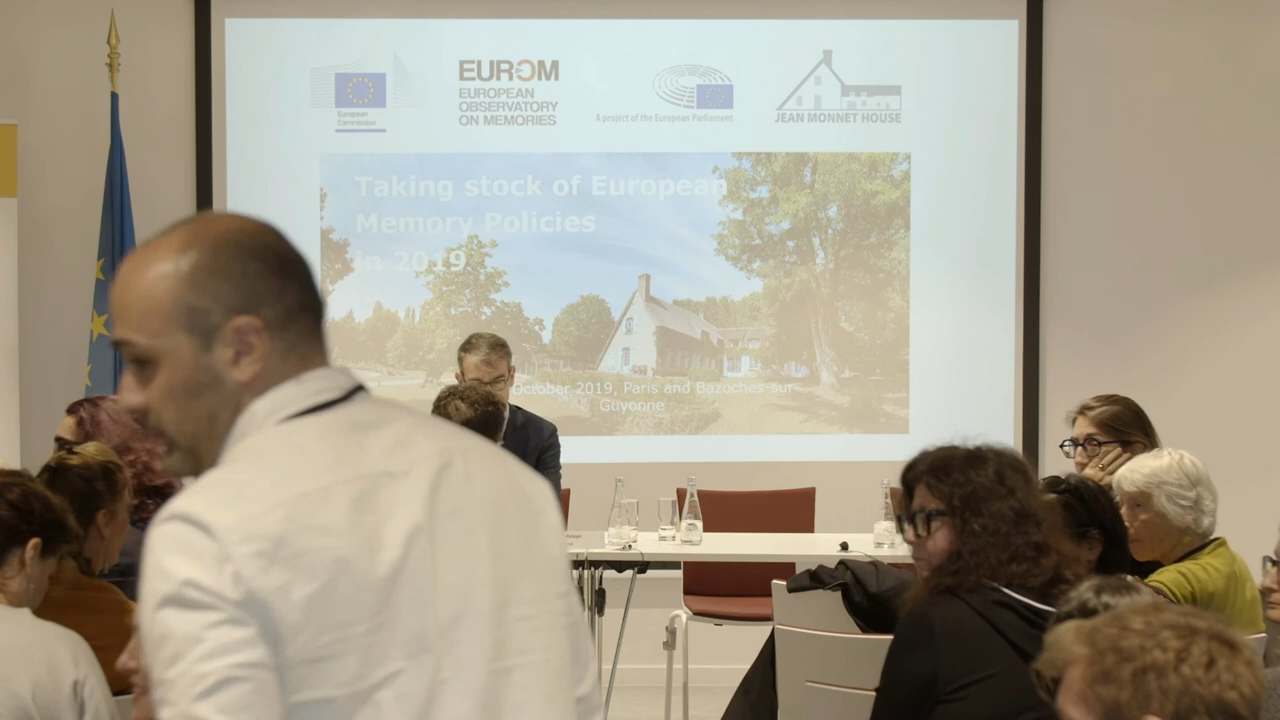 European
Commission
EUROM
EUROPEAN
OBSERVATORY
ON MEMORIES
A project of the European Parliament
JEAN MONNET HOUSE
Taking stock of European
Memory Policies
in 2019
October 2019, Paris and Bazoches-sur-
Guyonne